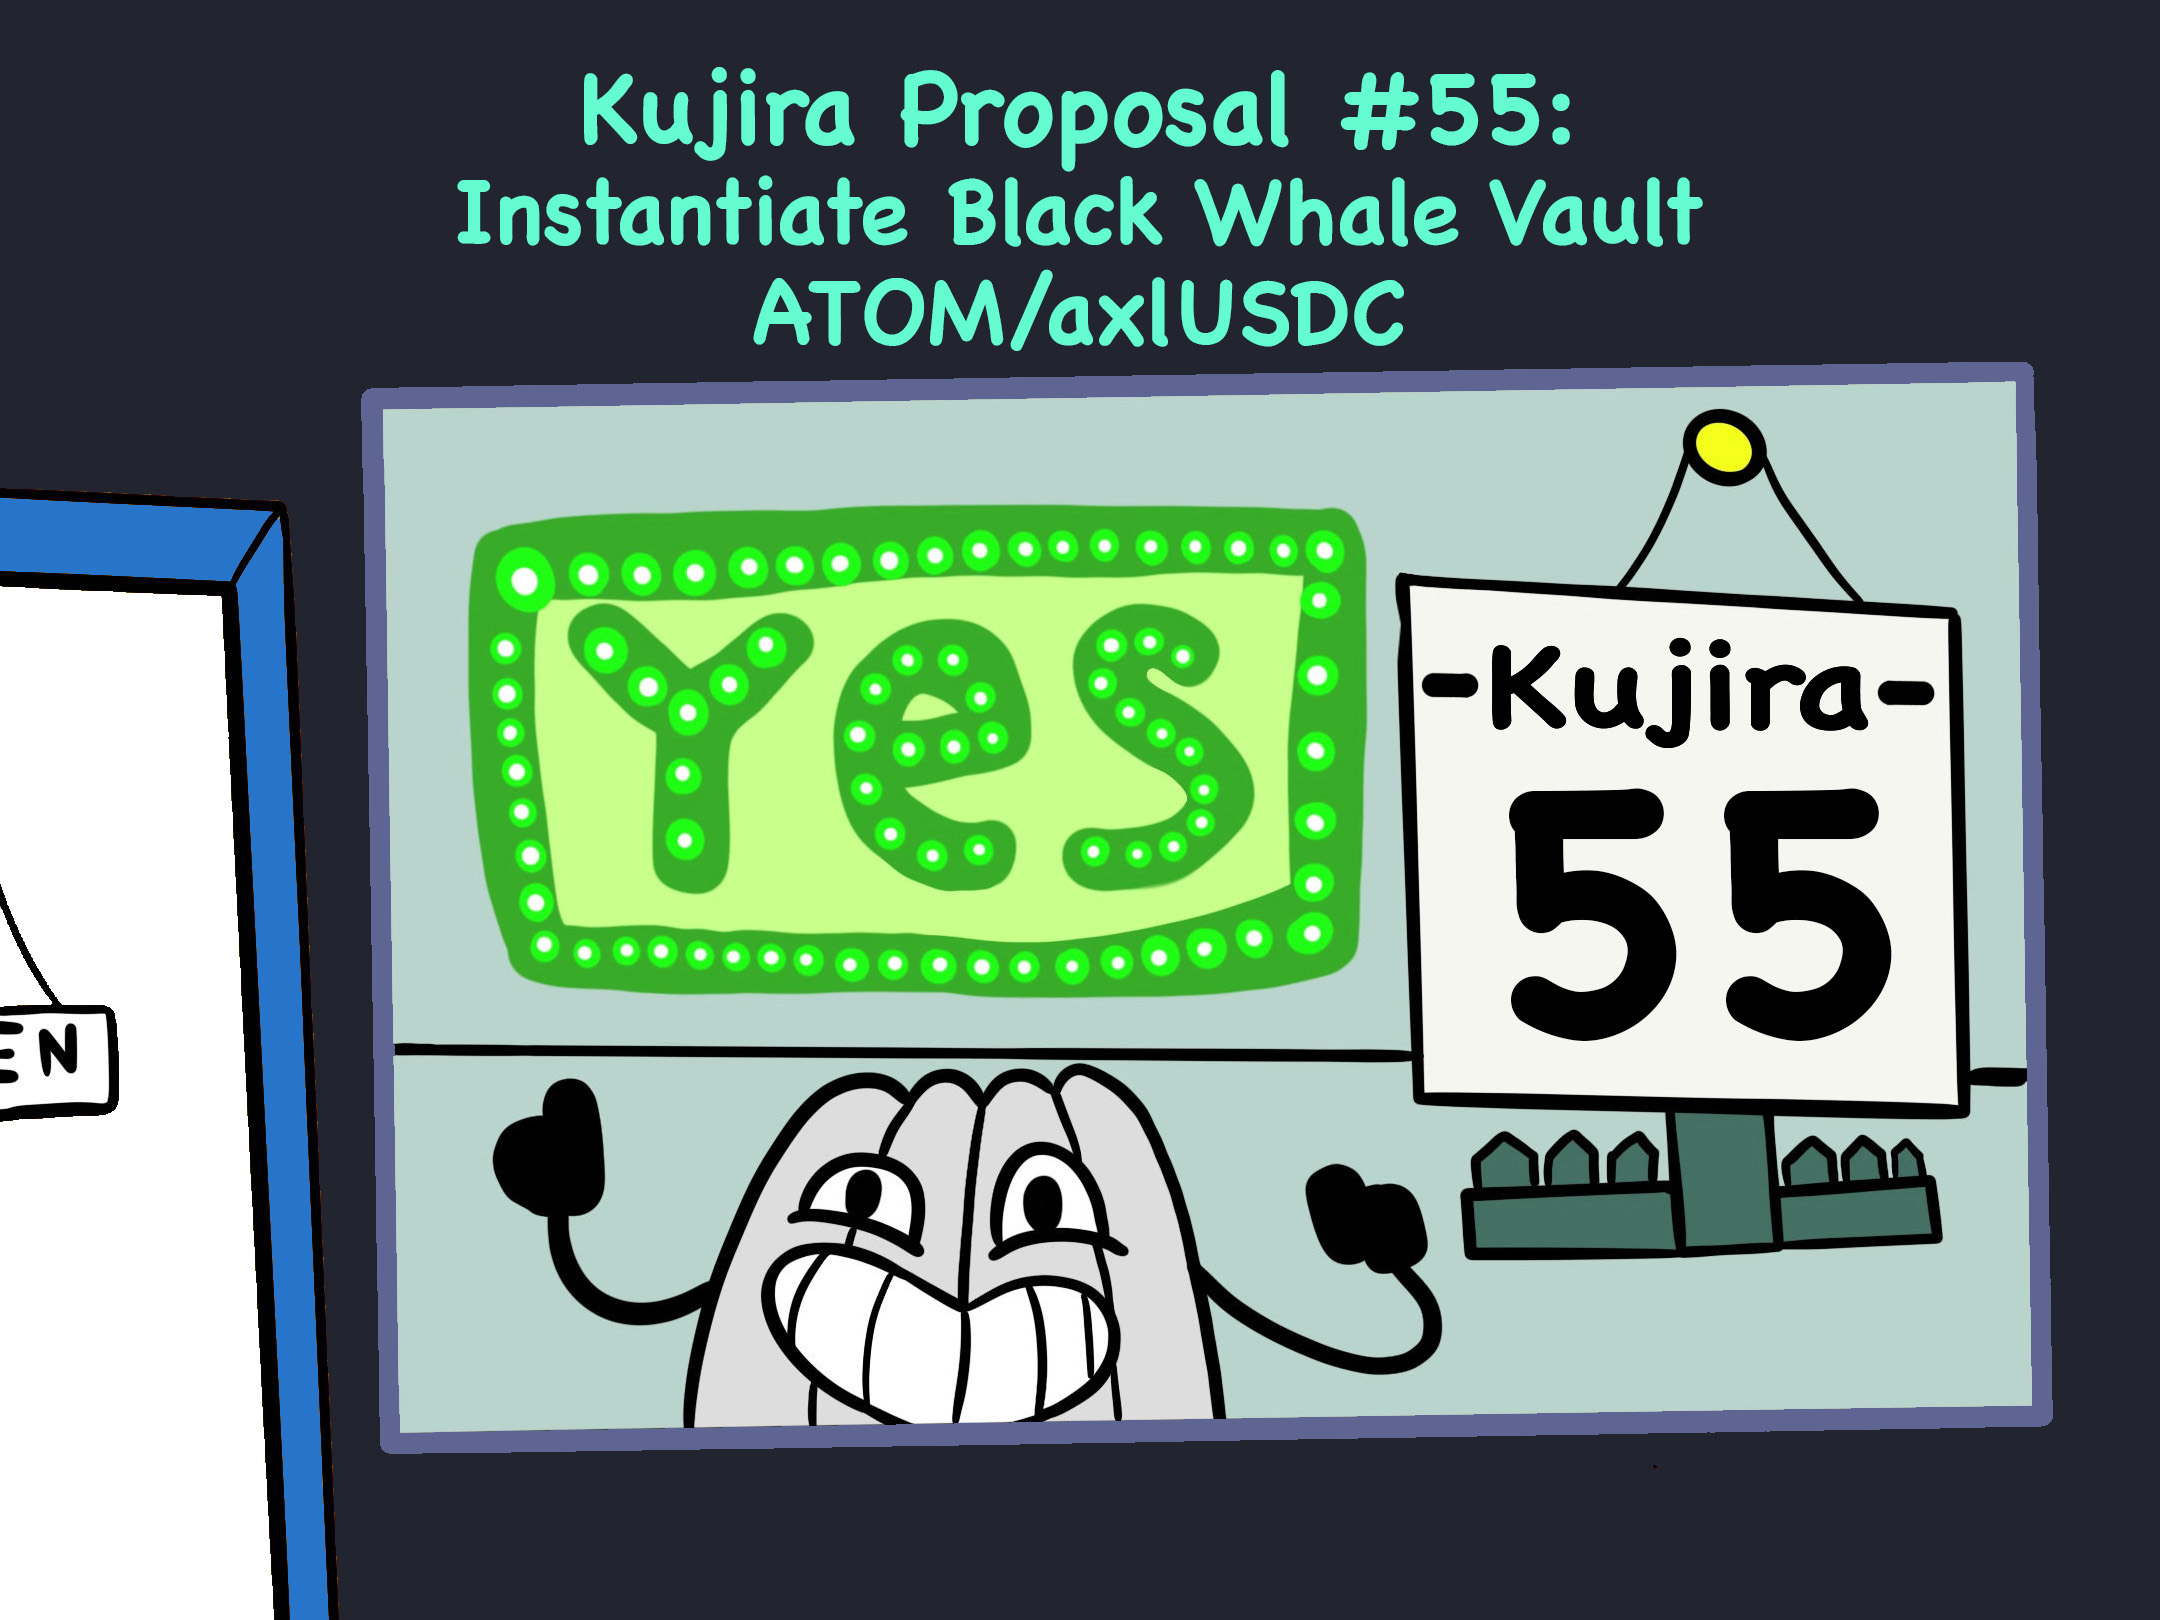 Kujira Proposal #55:
Instantiate Black Whale Vault
ATOM/axlUSDC
Yes
-Kujira-
55
EN